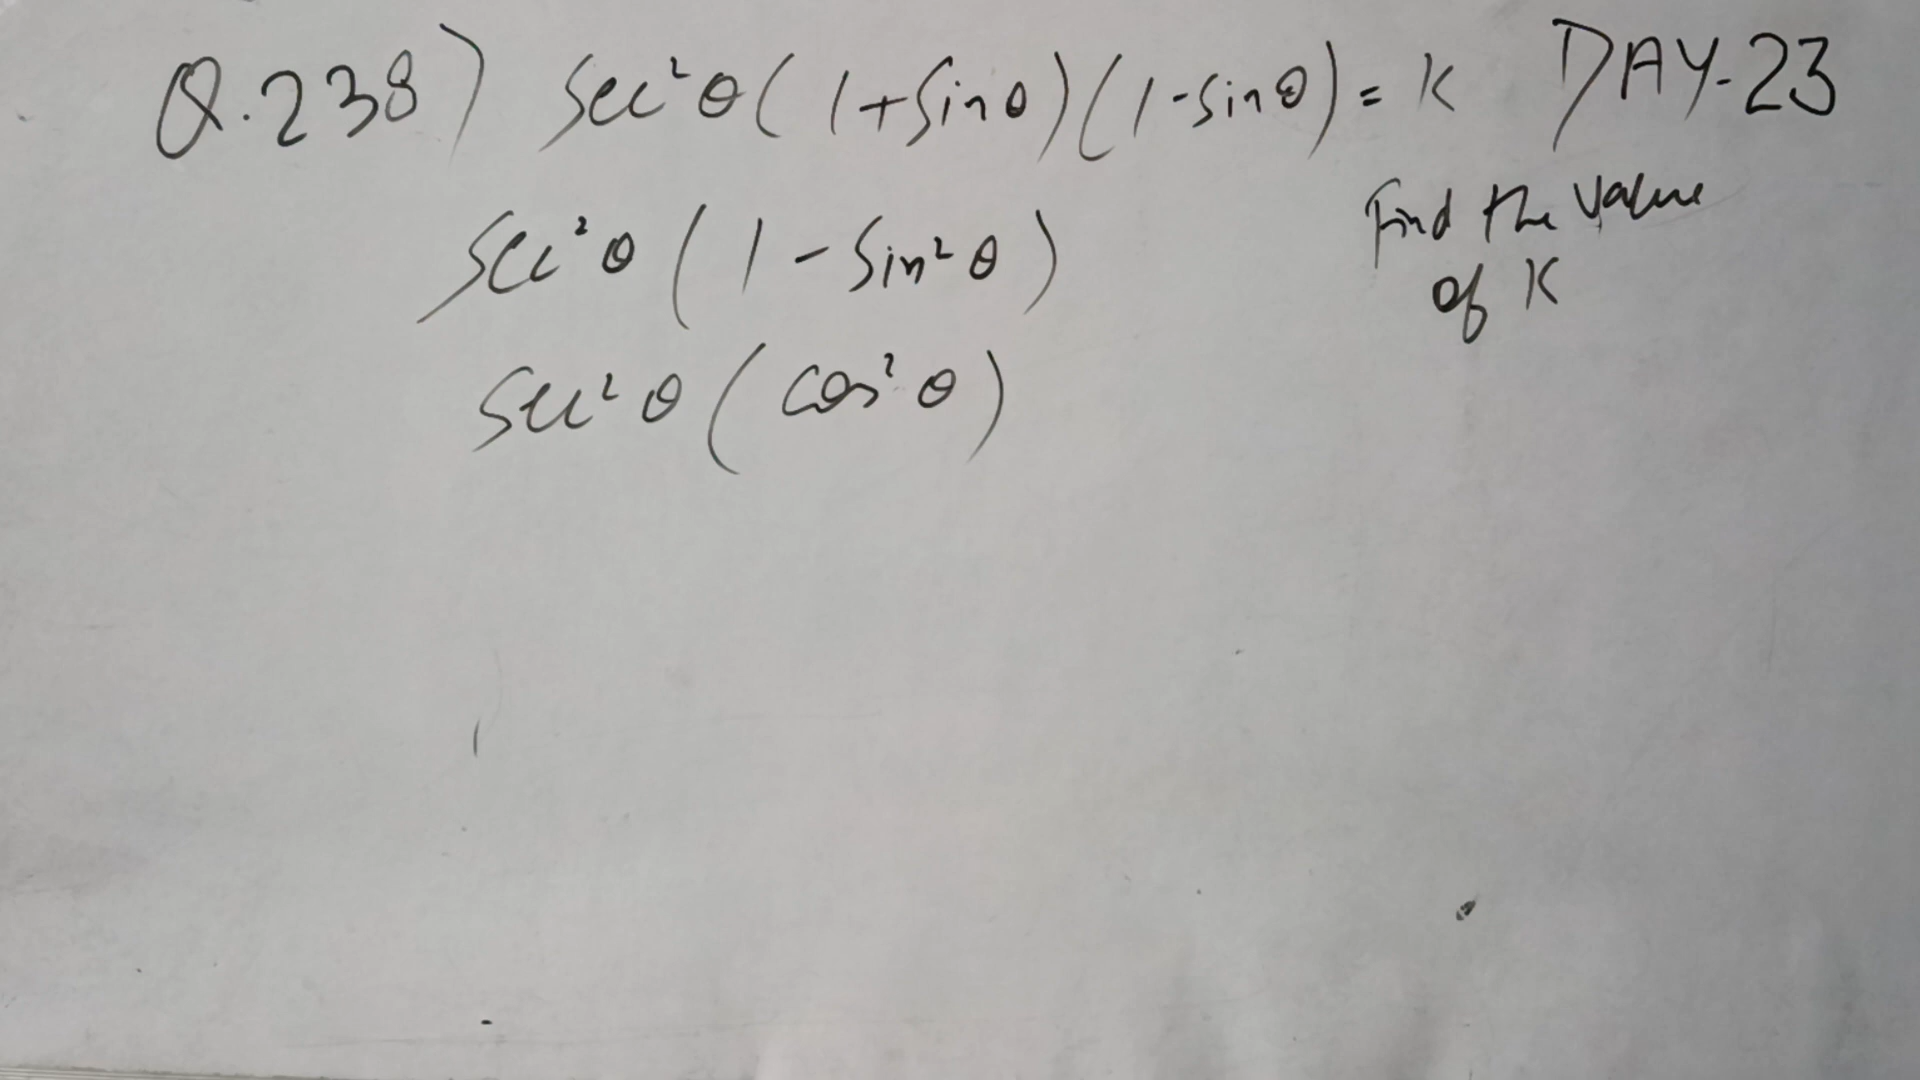 Q.238) Sec²θ(1+Sinθ)(1-sinθ)=K DAY-23
Find the value
of K
Sec²θ(1-Sin²θ)
Sec²θ(Cos²θ)